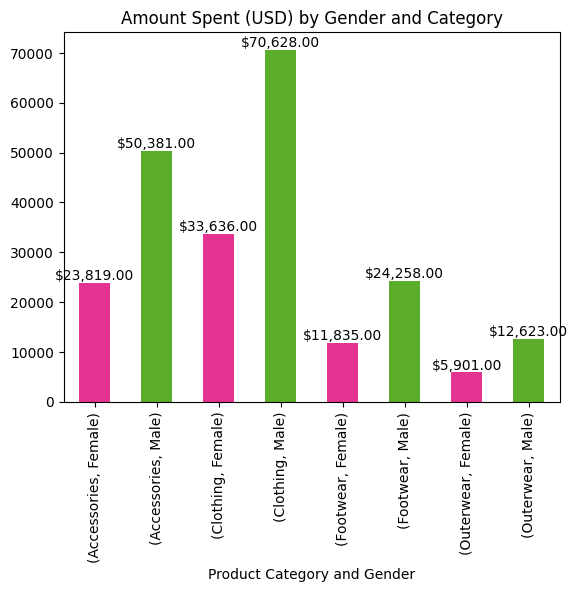 Amount Spent (USD) by Gender and Category
70000
60000
50000
40000
30000
20000
10000
0
$23,819.00
$50,381.00
$33,636.00
$70,628.00
$11,835.00
$24,258.00
$5,901.00
$12,623.00
(Accessories, Female)
(Accessories, Male)
(Clothing, Female)
(Clothing, Male)
(Footwear, Female)
(Footwear, Male)
(Outerwear, Female)
(Outerwear, Male)
Product Category and Gender